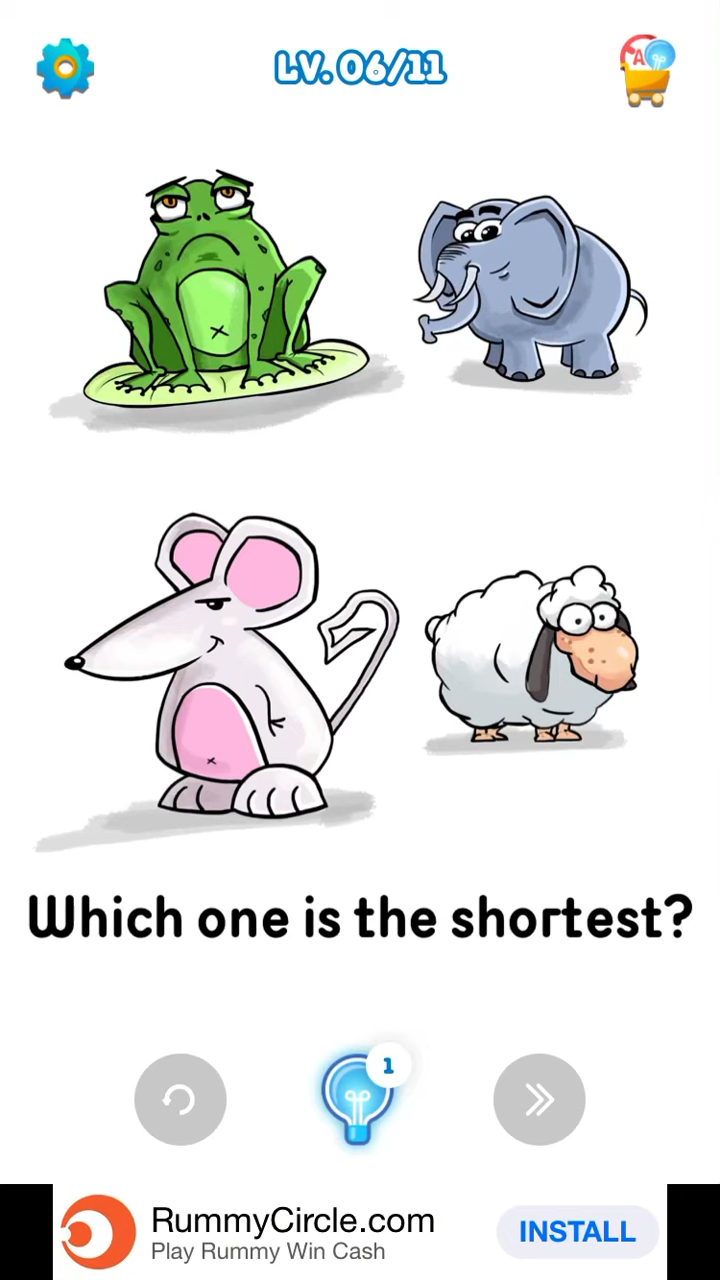 LV. 06/11
A
Which one is the shortest?
1
RummyCircle.com
Play Rummy Win Cash
INSTALL